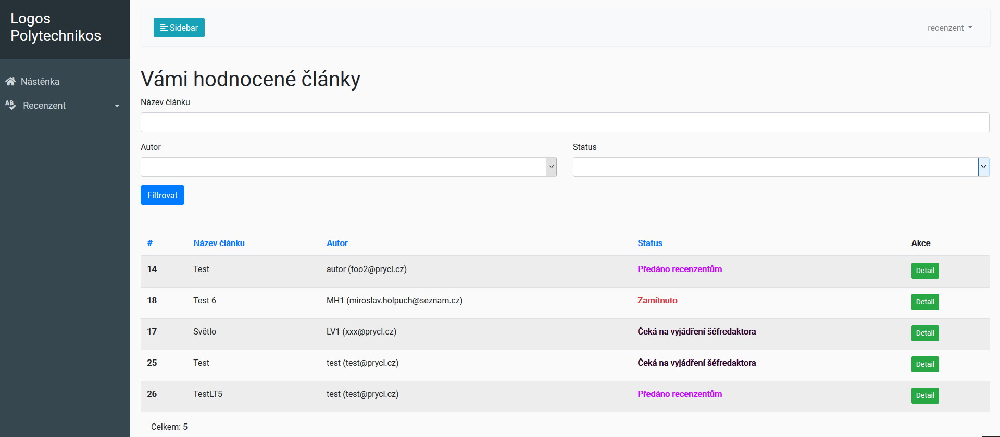 Logos
Polytechnikos
Sidebar
recenzent
Nástěnka
Recenzent
Vámi hodnocené články
Název článku
Autor Status
Filtrovat
# Název článku Autor Status Akce
14 Test autor (foo2@prycl.cz) Předáno recenzentům Detail
18 Test 6 MH1 (miroslav.holpuch@seznam.cz) Zamítnuto Detail
17 Světlo LV1 (xxx@prycl.cz) Čeká na vyjádření šéfredaktora Detail
25 Test test (test@prycl.cz) Čeká na vyjádření šéfredaktora Detail
26 TestLT5 test (test@prycl.cz) Předáno recenzentům Detail
Celkem: 5